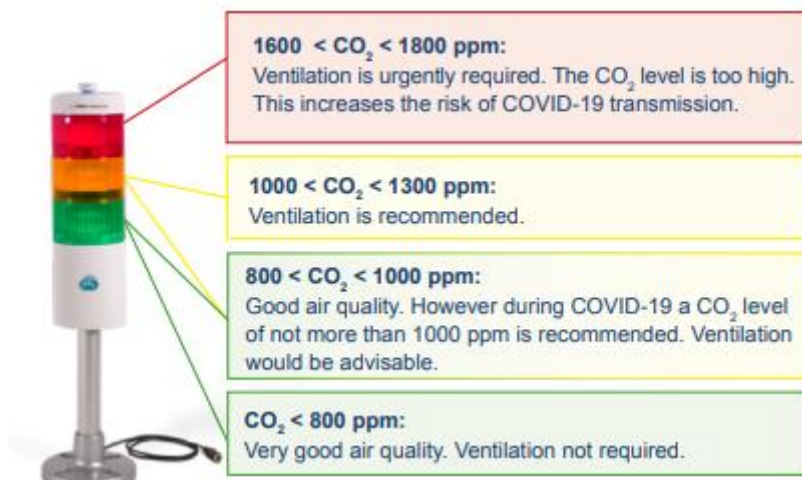 1600 < CO₂ < 1800 ppm:
Ventilation is urgently required. The CO₂ level is too high.
This increases the risk of COVID-19 transmission.
1000 < CO₂ < 1300 ppm:
Ventilation is recommended.
800 < CO₂ < 1000 ppm:
Good air quality. However during COVID-19 a CO₂ level
of not more than 1000 ppm is recommended. Ventilation
would be advisable.
CO₂ < 800 ppm:
Very good air quality. Ventilation not required.